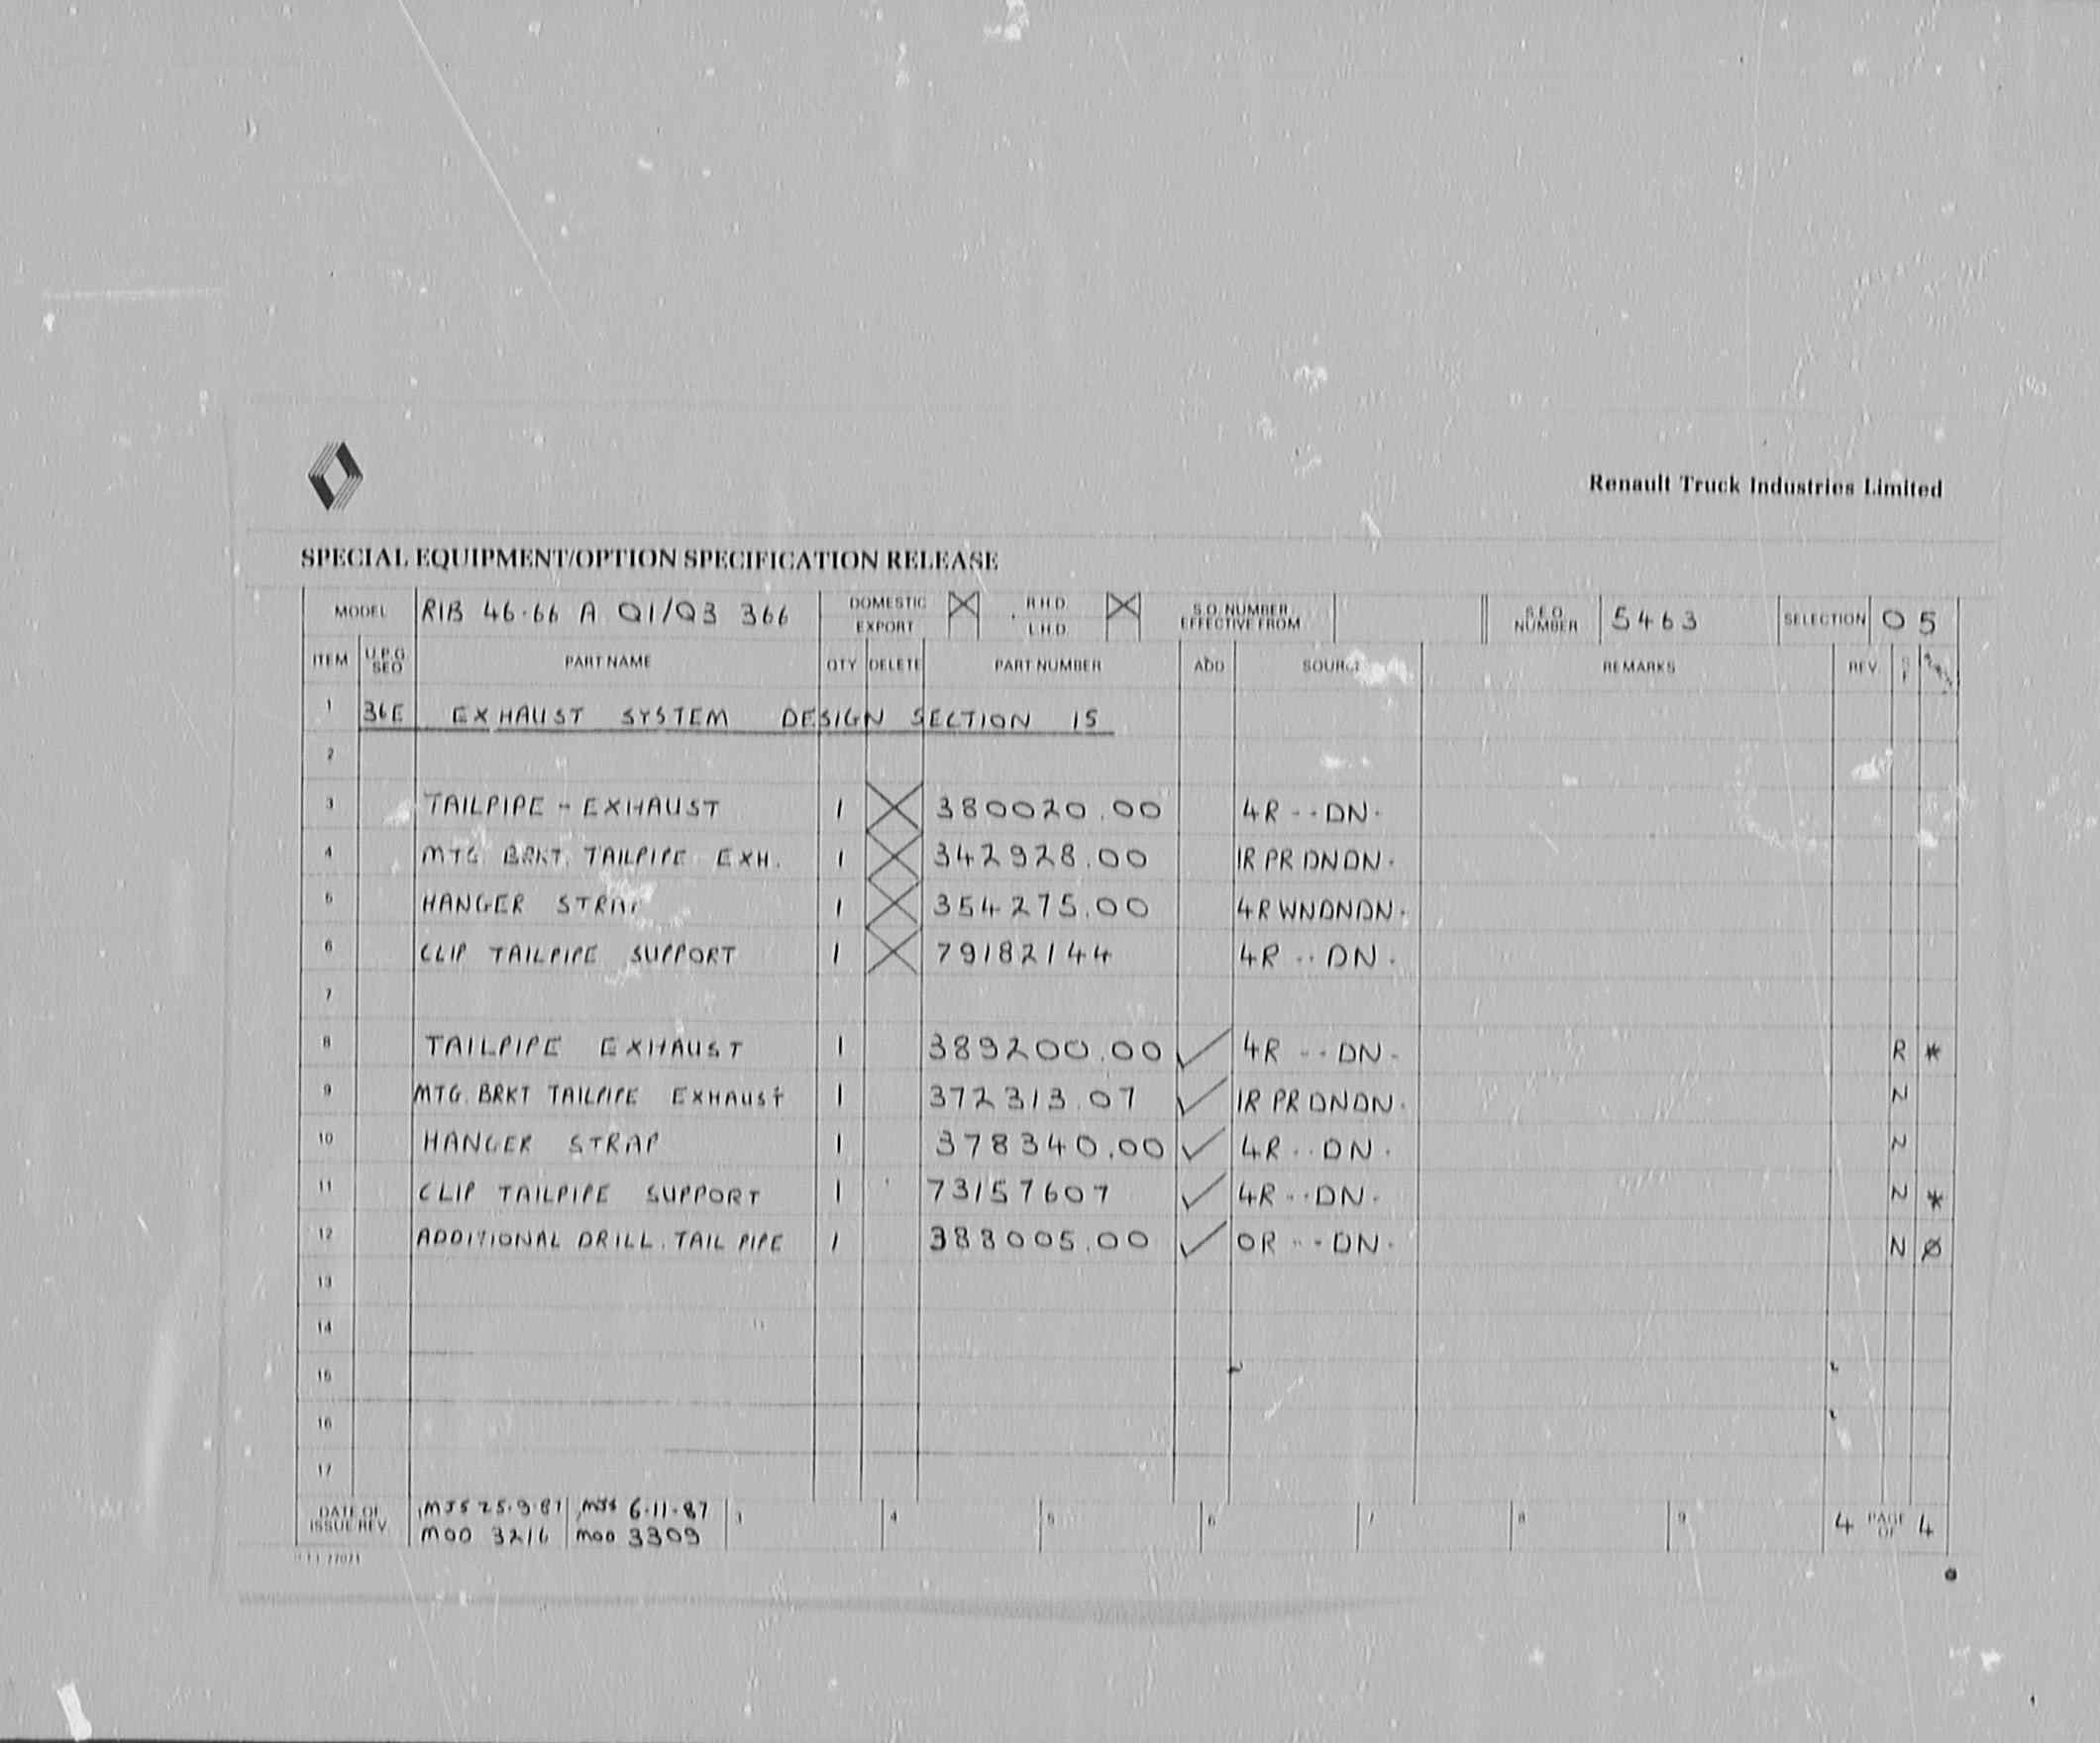 Renault Truck Industries Limited
SPECIAL EQUIPMENT/OPTION SPECIFICATION RELEASE
MODEL RIB 46.66 A Q1/Q3 366 DOMESTIC EXPORT R.H.D. L.H.D. S.O. NUMBER EFFECTIVE FROM S.E.O. NUMBER 5463 SELECTION 05
ITEM U.P.G SEQ PART NAME QTY DELETE PART NUMBER ADD SOURCE REMARKS REV
1 36E EXHAUST SYSTEM DESIGN SECTION 15
2
3 TAILPIPE - EXHAUST 1 380020.00 4R--DN.
4 MTG BRKT. TAILPIPE EXH. 1 342928.00 1R PR DNDN.
5 HANGER STRAP 1 354275.00 4R WNDNDN.
6 CLIP TAILPIPE SUPPORT 1 79182144 4R -- DN.
7
8 TAILPIPE EXHAUST 1 389200.00 ✓ 4R -- DN- R *
9 MTG. BRKT TAILPIPE EXHAUST 1 372313.07 ✓ 1R PR DNDN. N
10 HANGER STRAP 1 378340.00 ✓ 4R -- DN. N
11 CLIP TAILPIPE SUPPORT 1 73157607 ✓ 4R --DN. N *
12 ADDITIONAL DRILL. TAIL PIPE 1 388005.00 ✓ 0R -- DN. N Ø
13
14
15
16
17
DATE OF ISSUE REV. MJS 25.9.87 MJS 6.11.87 3 4 5 6 7 8 9 4 PAGE OF 4
MOO 3216 MOO 3309